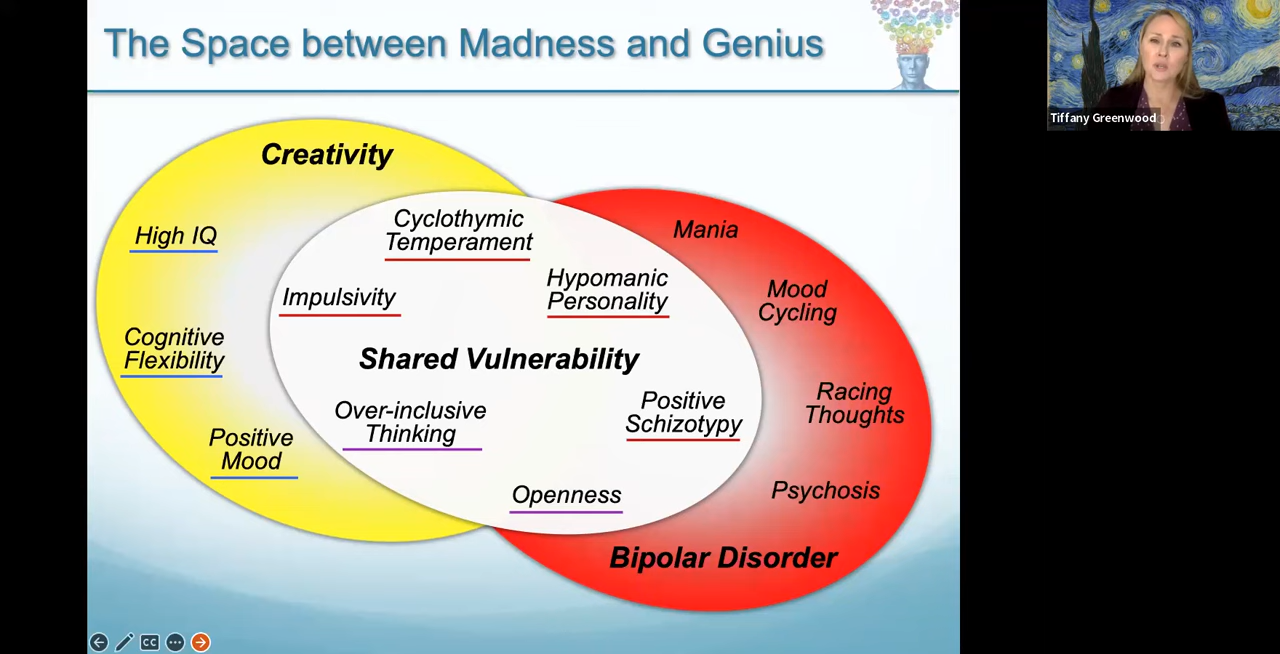 The Space between Madness and Genius
Tiffany Greenwood
Creativity
High IQ
Cognitive
Flexibility
Positive
Mood
Cyclothymic
Temperament
Impulsivity
Hypomanic
Personality
Shared Vulnerability
Over-inclusive
Thinking
Positive
Schizotypy
Openness
Mania
Mood
Cycling
Racing
Thoughts
Psychosis
Bipolar Disorder
CC